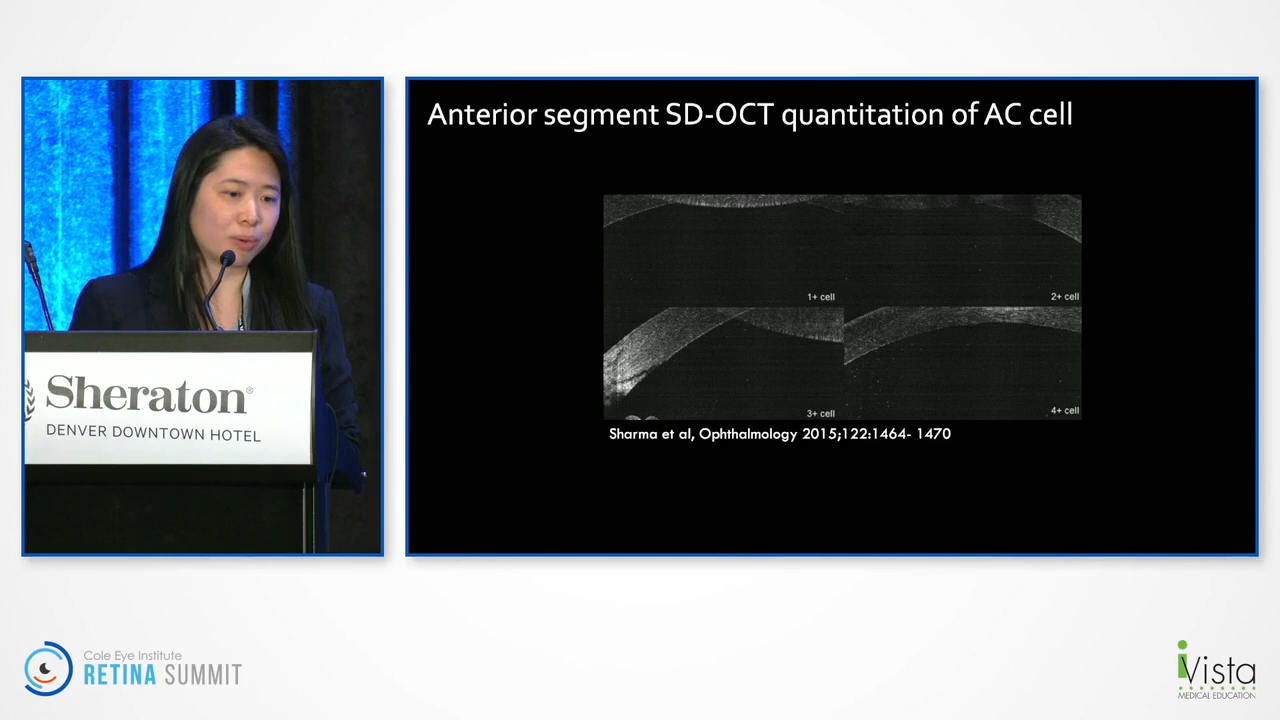 Anterior segment SD-OCT quantitation of AC cell
1+ cell
2+ cell
3+ cell
4+ cell
Sharma et al, Ophthalmology 2015;122:1464- 1470
Sheraton®
DENVER DOWNTOWN HOTEL
Cole Eye Institute
RETINA SUMMIT
iVista
MEDICAL EDUCATION